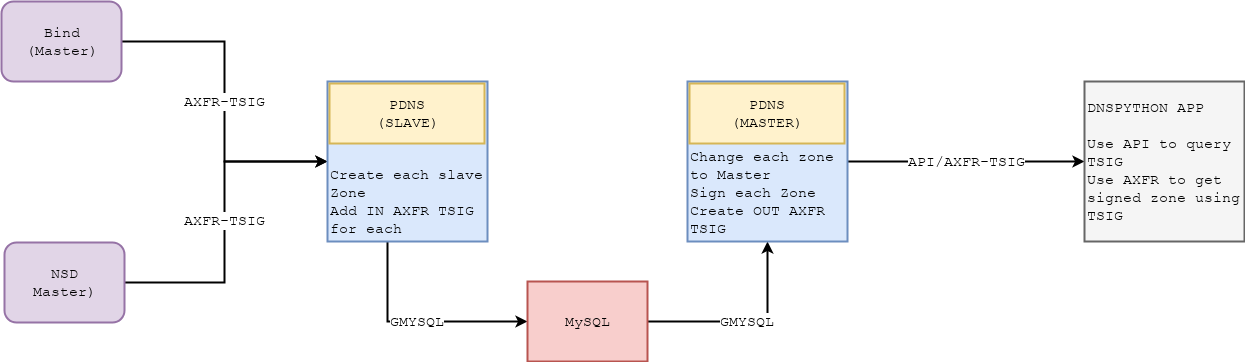 Bind
(Master)
AXFR-TSIG
AXFR-TSIG
NSD
Master)
PDNS
(SLAVE)
Create each slave
Zone
Add IN AXFR TSIG
for each
GMYSQL
MySQL
GMYSQL
PDNS
(MASTER)
Change each zone
to Master
Sign each Zone
Create OUT AXFR
TSIG
API/AXFR-TSIG
DNSPYTHON APP
Use API to query
TSIG
Use AXFR to get
signed zone using
TSIG